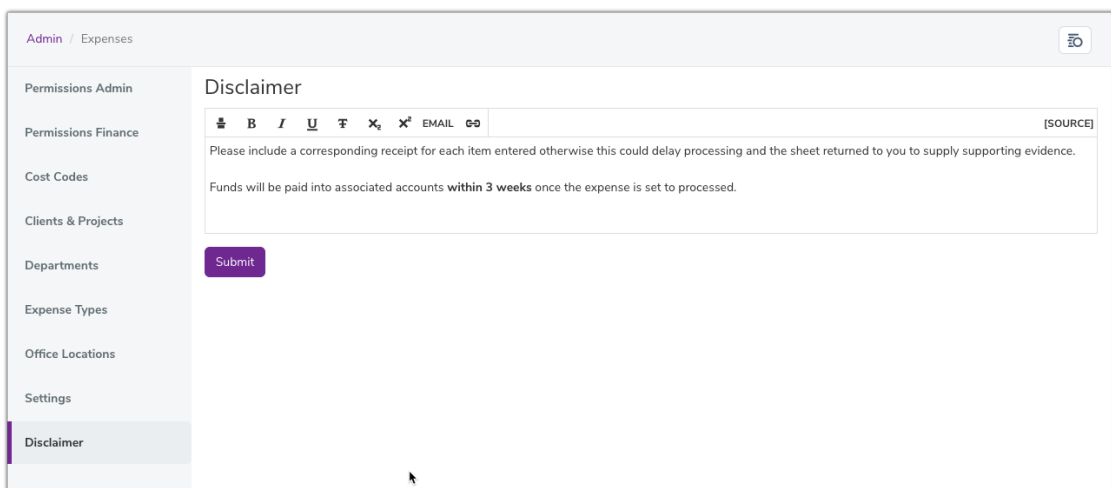 Admin / Expenses
Permissions Admin
Permissions Finance
Cost Codes
Clients & Projects
Departments
Expense Types
Office Locations
Settings
Disclaimer
Disclaimer
B I U T X₂ X² EMAIL [SOURCE]
Please include a corresponding receipt for each item entered otherwise this could delay processing and the sheet returned to you to supply supporting evidence.
Funds will be paid into associated accounts within 3 weeks once the expense is set to processed.
Submit